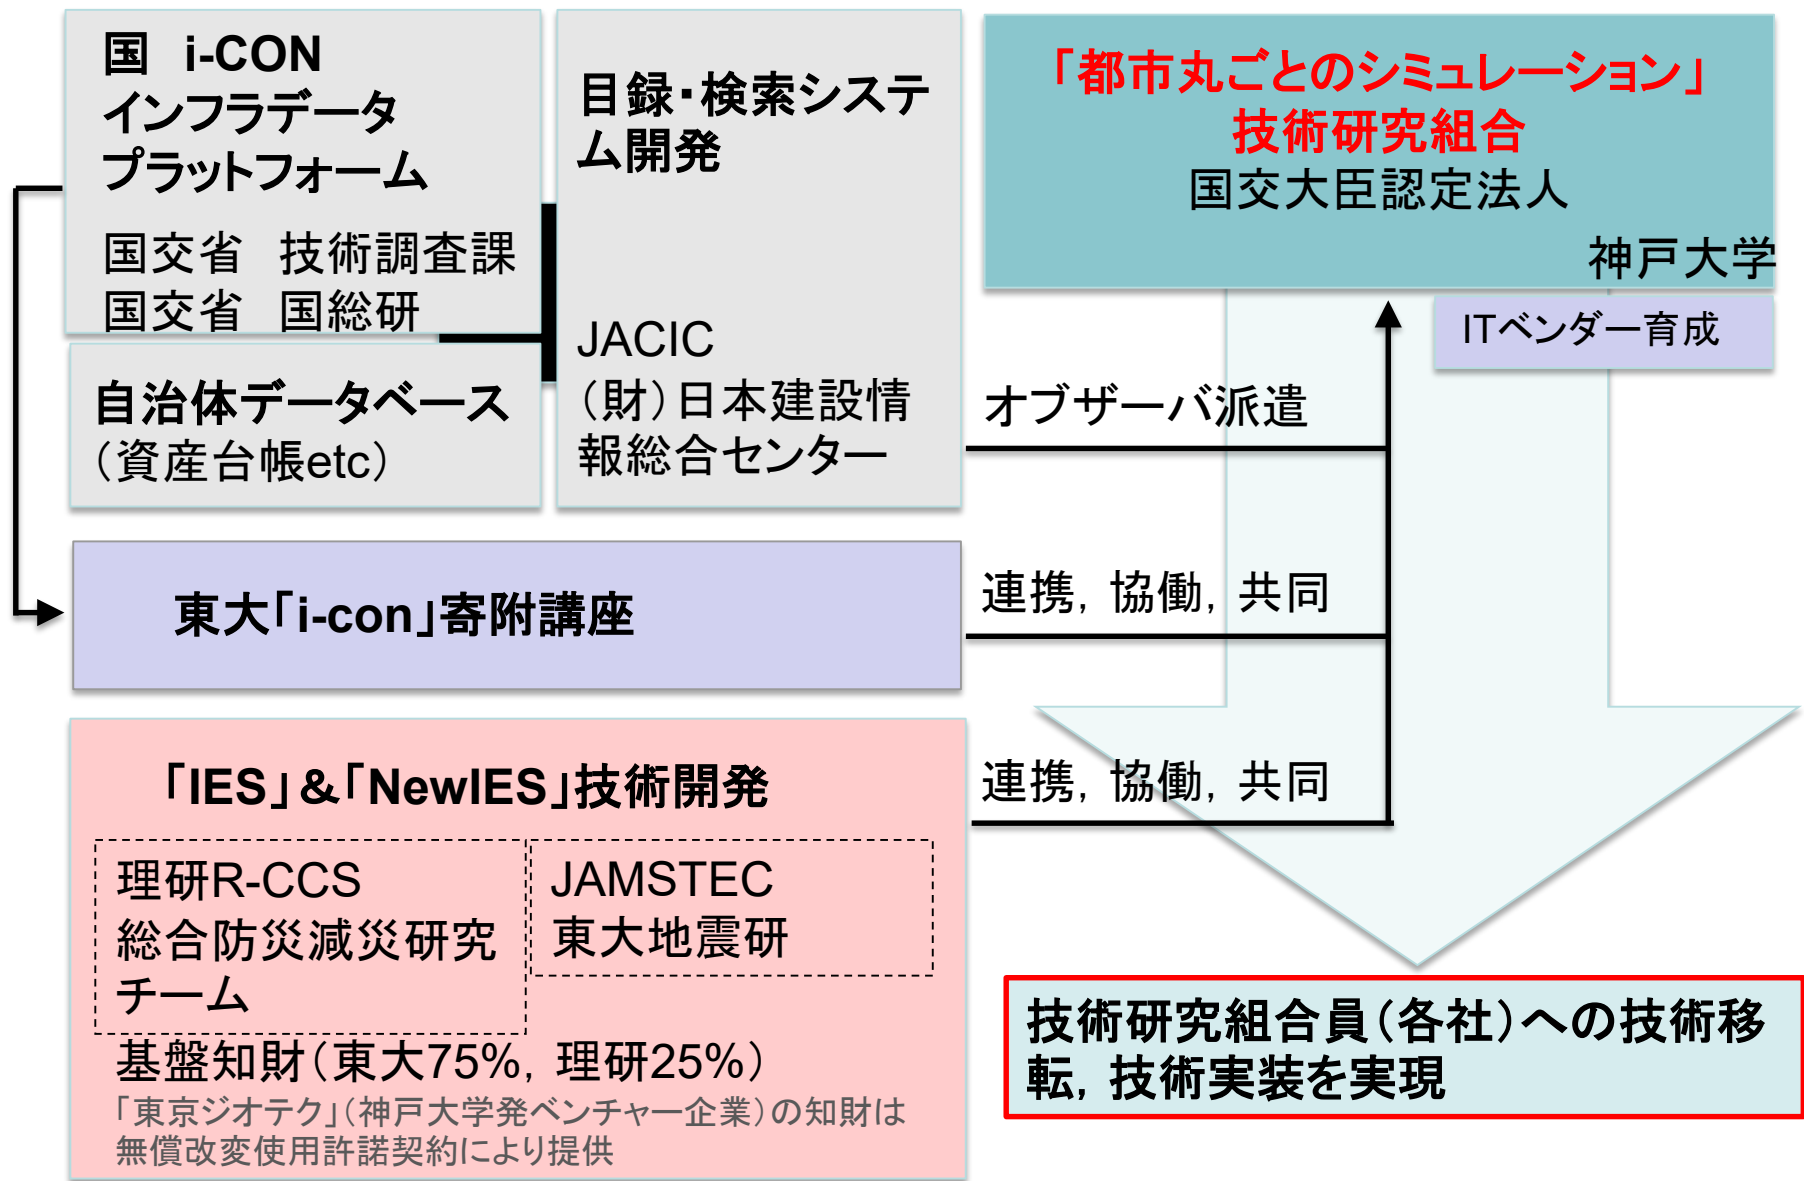 国　i-CON
インフラデータ
プラットフォーム
国交省　技術調査課
国交省　国総研
自治体データベース
（資産台帳etc）
目録・検索システ
ム開発
JACIC
（財）日本建設情
報総合センター
「都市丸ごとのシミュレーション」
技術研究組合
国交大臣認定法人
神戸大学
ITベンダー育成
オブザーバ派遣
東大「i-con」寄附講座
連携，協働，共同
「IES」＆「NewIES」技術開発
連携，協働，共同
理研R-CCS
総合防災減災研究
チーム
JAMSTEC
東大地震研
基盤知財（東大75%，理研25%）
「東京ジオテク」（神戸大学発ベンチャー企業）の知財は
無償改変使用許諾契約により提供
技術研究組合員（各社）への技術移
転，技術実装を実現